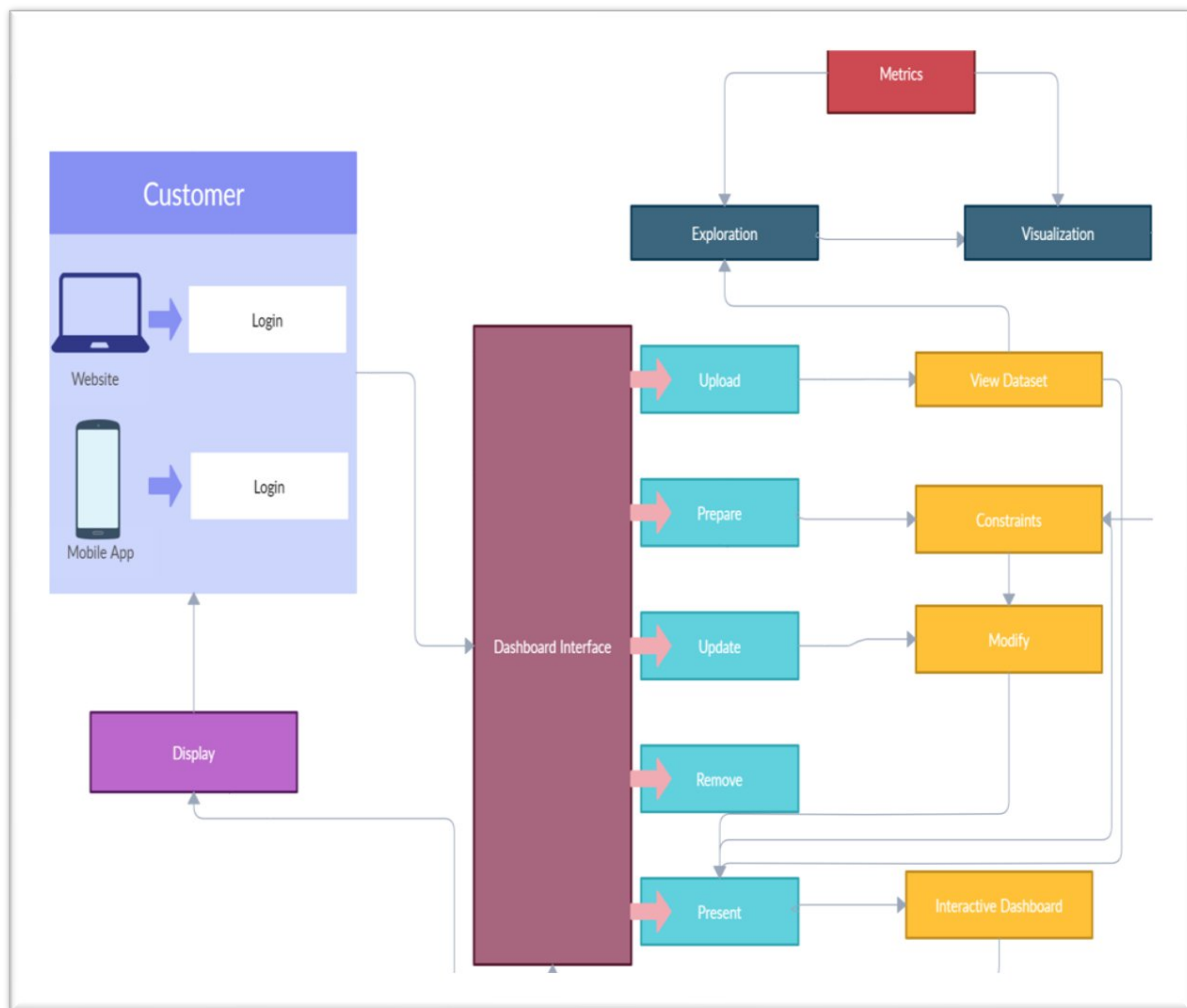 Metrics
Customer
Exploration
Visualization
Login
Website
Upload
View Dataset
Login
Mobile App
Prepare
Constraints
Dashboard Interface
Update
Modify
Display
Remove
Present
Interactive Dashboard